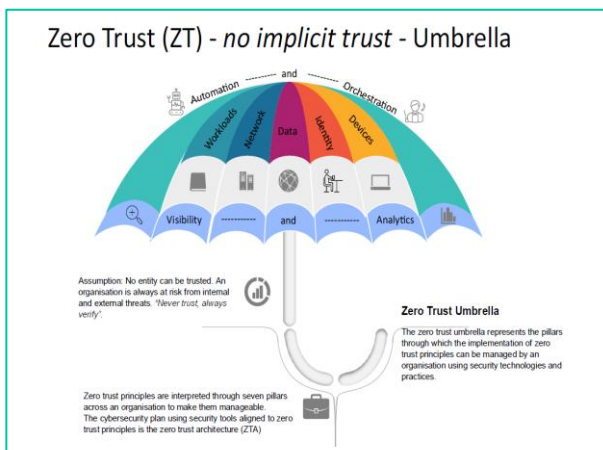 Zero Trust (ZT) - no implicit trust - Umbrella
Automation ---------- and ---------- Orchestration
Workloads
Network
Data
Identity
Devices
Visibility ----------- and ----------- Analytics
Assumption: No entity can be trusted. An
organisation is always at risk from internal
and external threats. “Never trust, always
verify”.
Zero Trust Umbrella
The zero trust umbrella represents the pillars
through which the implementation of zero
trust principles can be managed by an
organisation using security technologies and
practices.
Zero trust principles are interpreted through seven pillars
across an organisation to make them manageable.
The cybersecurity plan using security tools aligned to zero
trust principles is the zero trust architecture (ZTA)